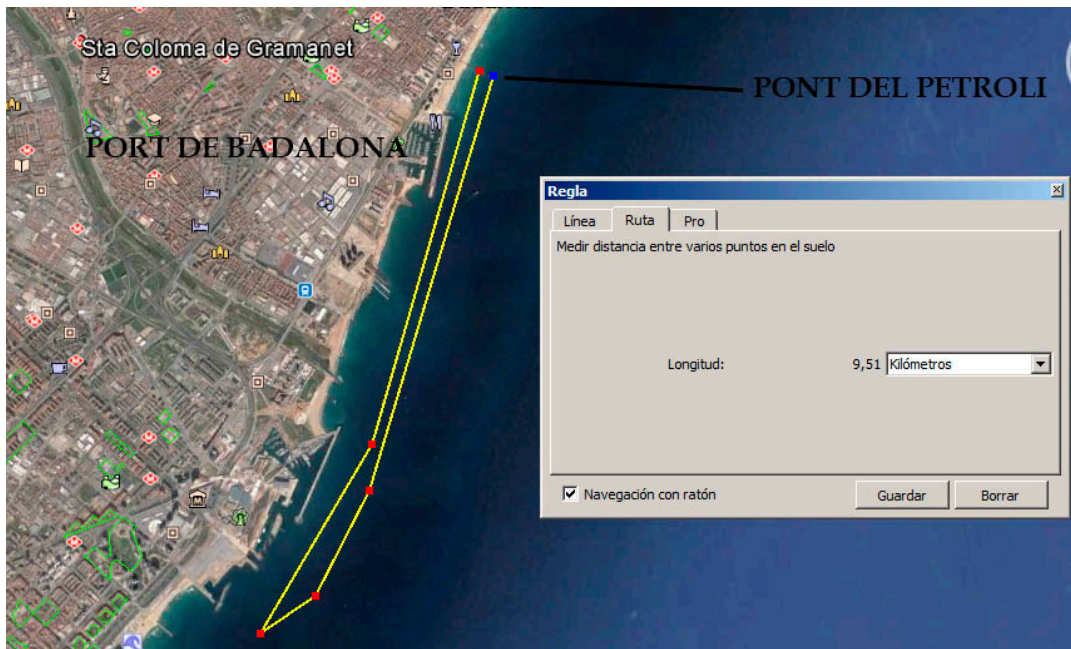 Sta Coloma de Gramanet
PONT DEL PETROLI
PORT DE BADALONA
Regla
Línea
Ruta
Pro
Medir distancia entre varios puntos en el suelo
Longitud:
9,51 Kilómetros
Navegación con ratón
Guardar
Borrar